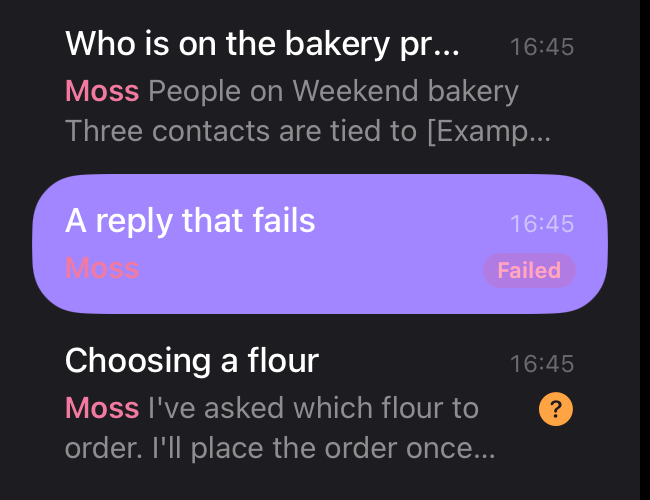 Who is on the bakery pr...
16:45
Moss People on Weekend bakery
Three contacts are tied to [Examp...
A reply that fails
16:45
Moss
Failed
Choosing a flour
16:45
Moss I've asked which flour to
?
order. I'll place the order once...